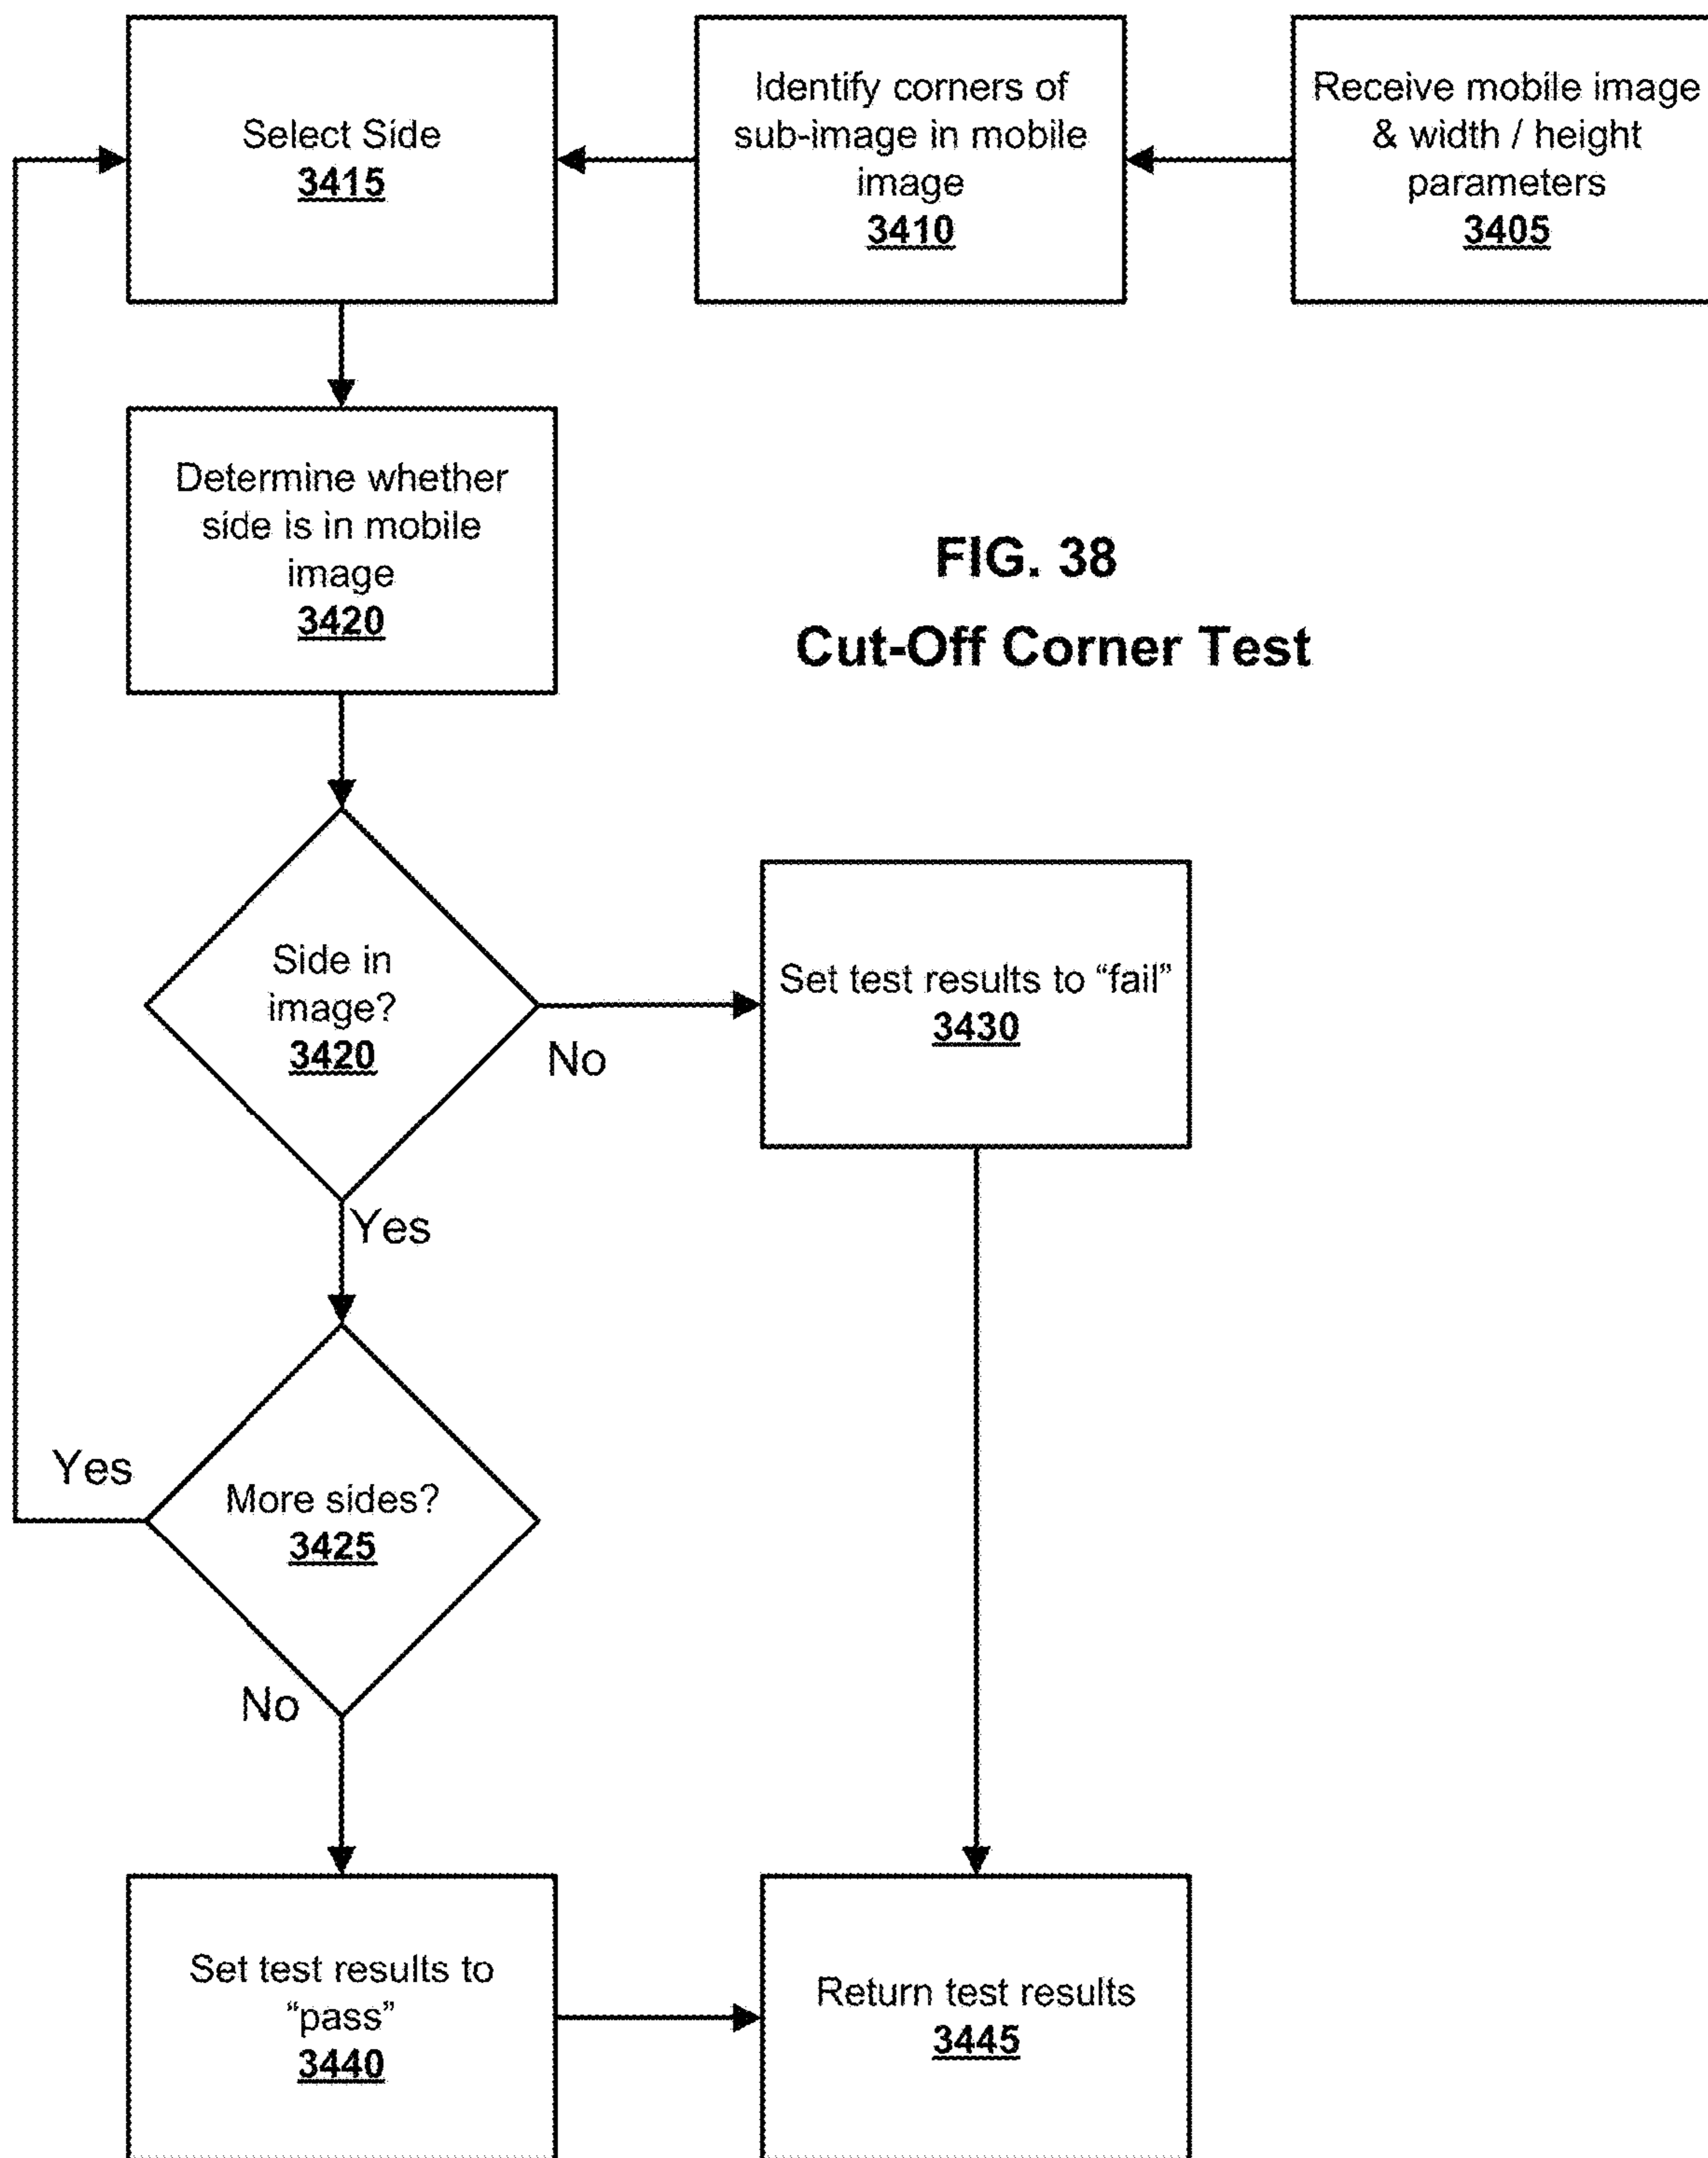 Select Side
3415
Identify corners of
sub-image in mobile
image
3410
Receive mobile image
& width / height
parameters
3405
Determine whether
side is in mobile
image
3420
FIG. 38
Cut-Off Corner Test
Side in
image?
3420
No
Set test results to “fail”
3430
Yes
Yes
More sides?
3425
No
Set test results to
“pass”
3440
Return test results
3445